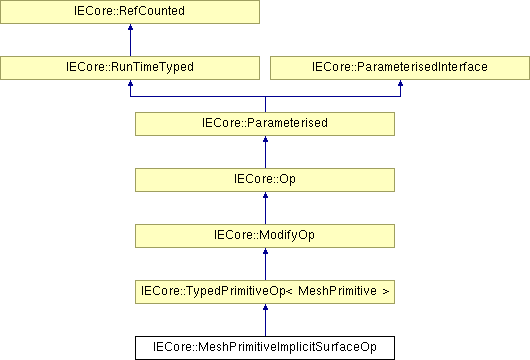 IECore::RefCounted
IECore::RunTimeTyped
IECore::ParameterisedInterface
IECore::Parameterised
IECore::Op
IECore::ModifyOp
IECore::TypedPrimitiveOp< MeshPrimitive >
IECore::MeshPrimitiveImplicitSurfaceOp